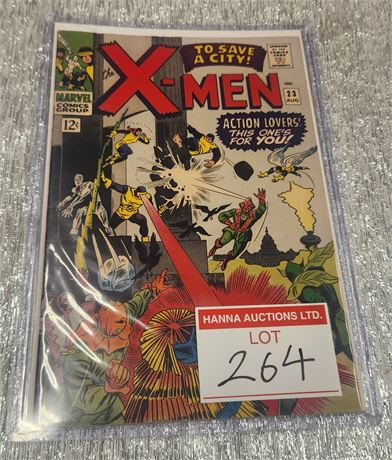 TO SAVE
A CITY!
the
X-MEN
MARVEL
COMICS
GROUP
12¢
IND.
23
AUG
ACTION LOVERS!
THIS ONE'S
FOR YOU!
HANNA AUCTIONS LTD.
LOT
264